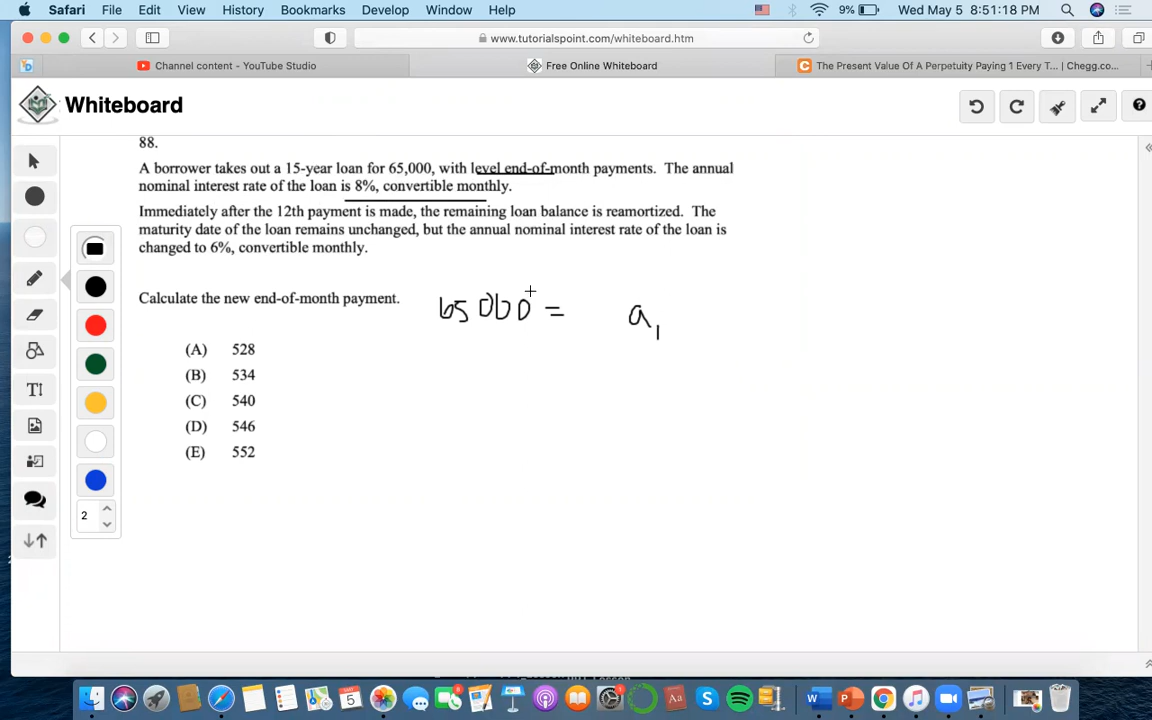 Safari File Edit View History Bookmarks Develop Window Help 9% Wed May 5 8:51:18 PM
www.tutorialspoint.com/whiteboard.htm
Channel content - YouTube Studio Free Online Whiteboard The Present Value Of A Perpetuity Paying 1 Every T... | Chegg.co...
Whiteboard
88.
A borrower takes out a 15-year loan for 65,000, with level end-of-month payments. The annual
nominal interest rate of the loan is 8%, convertible monthly.
Immediately after the 12th payment is made, the remaining loan balance is reamortized. The
maturity date of the loan remains unchanged, but the annual nominal interest rate of the loan is
changed to 6%, convertible monthly.
Calculate the new end-of-month payment.
65000 = a1
(A) 528
(B) 534
(C) 540
(D) 546
(E) 552
2